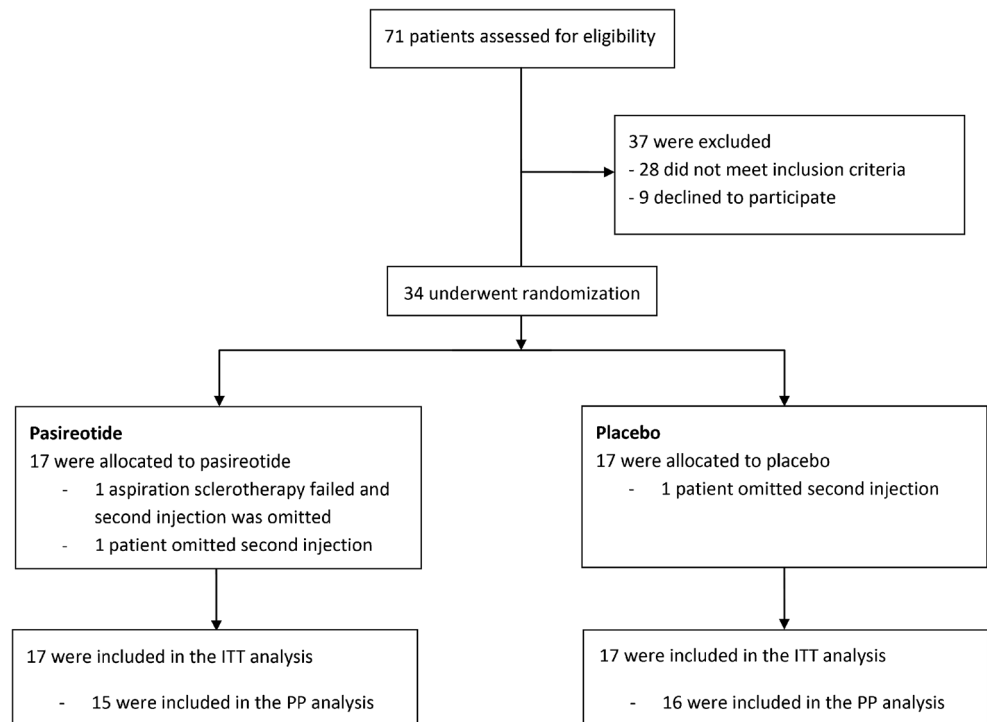 71 patients assessed for eligibility
37 were excluded
- 28 did not meet inclusion criteria
- 9 declined to participate
34 underwent randomization
Pasireotide
17 were allocated to pasireotide
- 1 aspiration sclerotherapy failed and
second injection was omitted
- 1 patient omitted second injection
Placebo
17 were allocated to placebo
- 1 patient omitted second injection
17 were included in the ITT analysis
- 15 were included in the PP analysis
17 were included in the ITT analysis
- 16 were included in the PP analysis